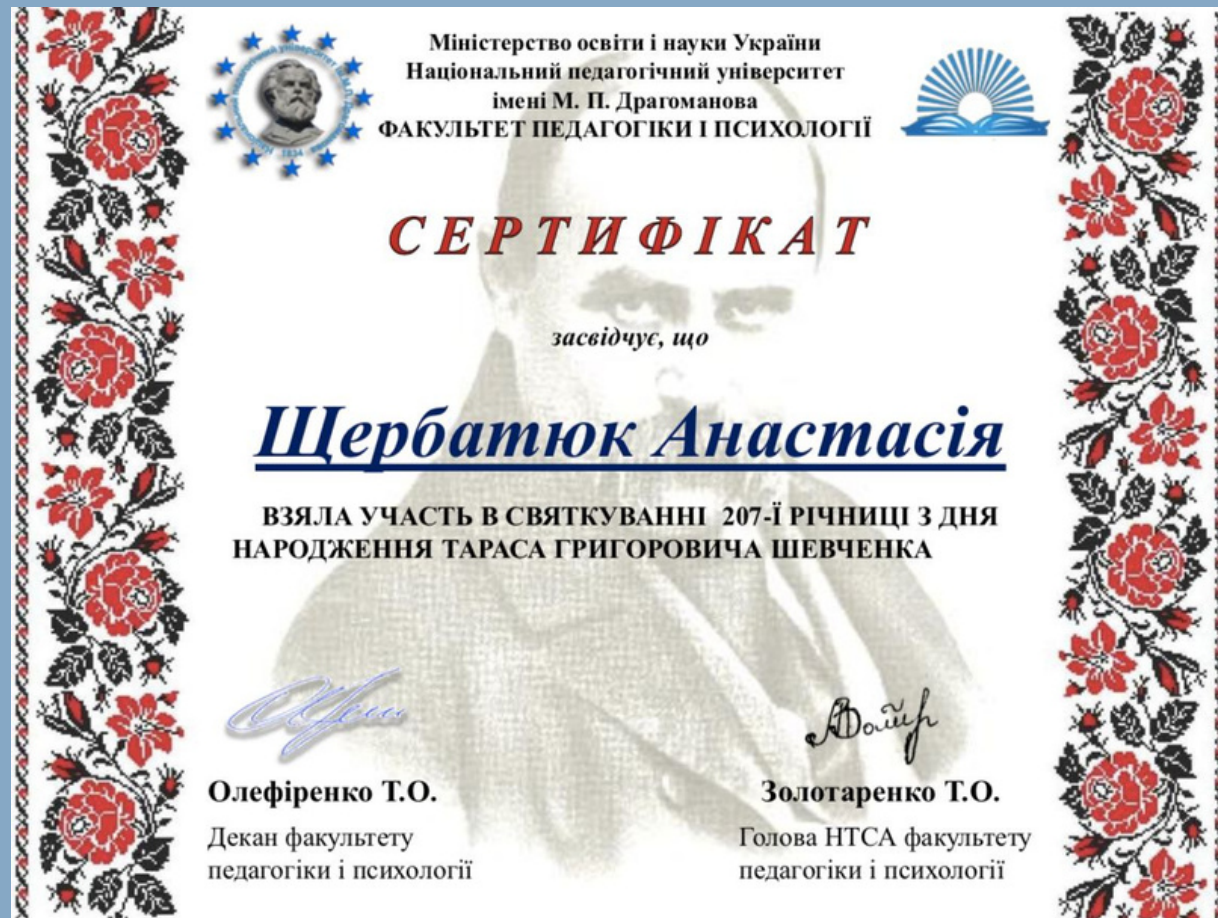 Міністерство освіти і науки України
Національний педагогічний університет
імені М. П. Драгоманова
ФАКУЛЬТЕТ ПЕДАГОГІКИ І ПСИХОЛОГІЇ
1834
СЕРТИФІКАТ
засвідчує, що
Щербатюк Анастасія
ВЗЯЛА УЧАСТЬ В СВЯТКУВАННІ 207-Ї РІЧНИЦІ З ДНЯ
НАРОДЖЕННЯ ТАРАСА ГРИГОРОВИЧА ШЕВЧЕНКА
Олефіренко Т.О.
Декан факультету
педагогіки і психології
Золотаренко Т.О.
Голова НТСА факультету
педагогіки і психології